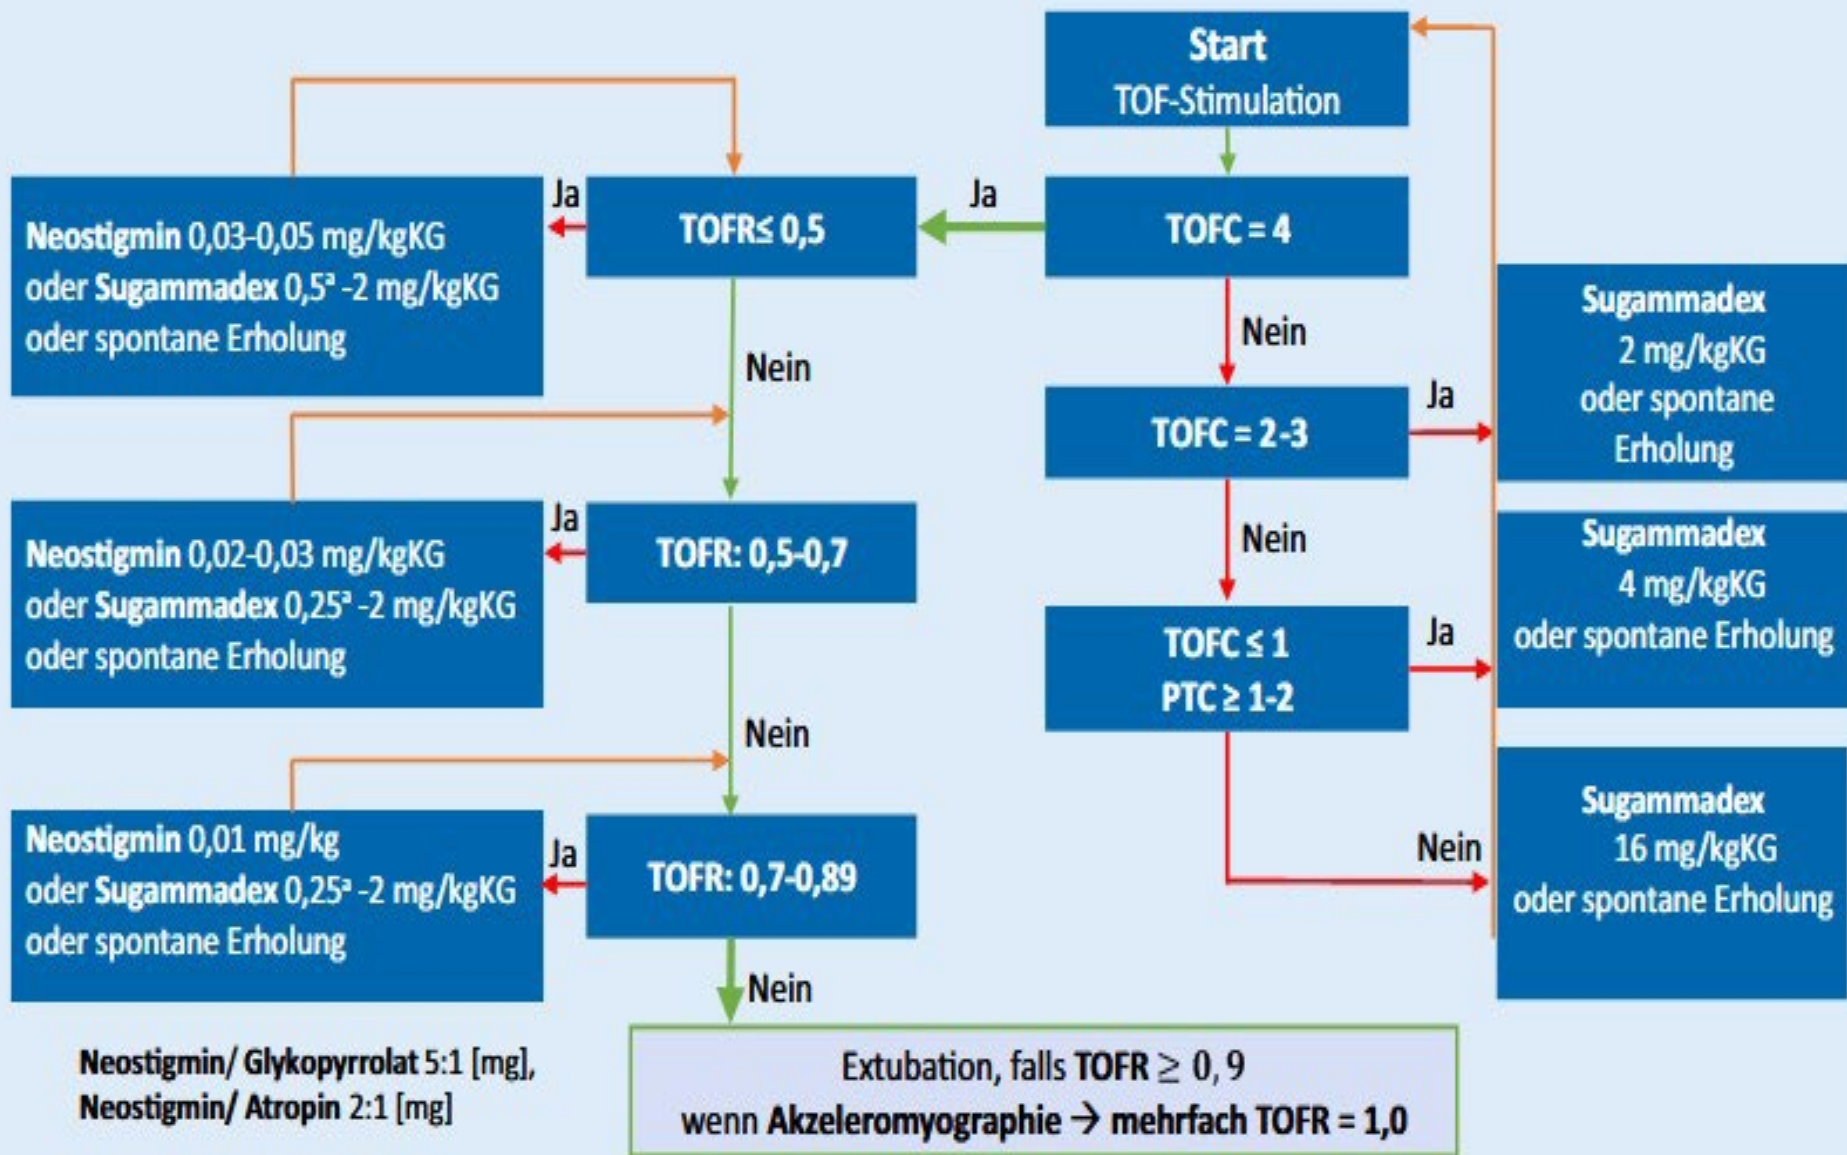 Start
TOF-Stimulation
Ja
TOFR≤ 0,5
Ja
TOFC = 4
Neostigmin 0,03-0,05 mg/kgKG
oder Sugammadex 0,5ª -2 mg/kgKG
oder spontane Erholung
Nein
Nein
Sugammadex
2 mg/kgKG
oder spontane
Erholung
TOFC = 2-3
Ja
Ja
TOFR: 0,5-0,7
Neostigmin 0,02-0,03 mg/kgKG
oder Sugammadex 0,25ª -2 mg/kgKG
oder spontane Erholung
Nein
Sugammadex
4 mg/kgKG
oder spontane Erholung
TOFC ≤ 1
PTC ≥ 1-2
Ja
Nein
Neostigmin 0,01 mg/kg
oder Sugammadex 0,25ª -2 mg/kgKG
oder spontane Erholung
Ja
TOFR: 0,7-0,89
Nein
Sugammadex
16 mg/kgKG
oder spontane Erholung
Nein
Neostigmin/ Glykopyrrolat 5:1 [mg],
Neostigmin/ Atropin 2:1 [mg]
Extubation, falls TOFR ≥ 0, 9
wenn Akzeleromyographie → mehrfach TOFR = 1,0